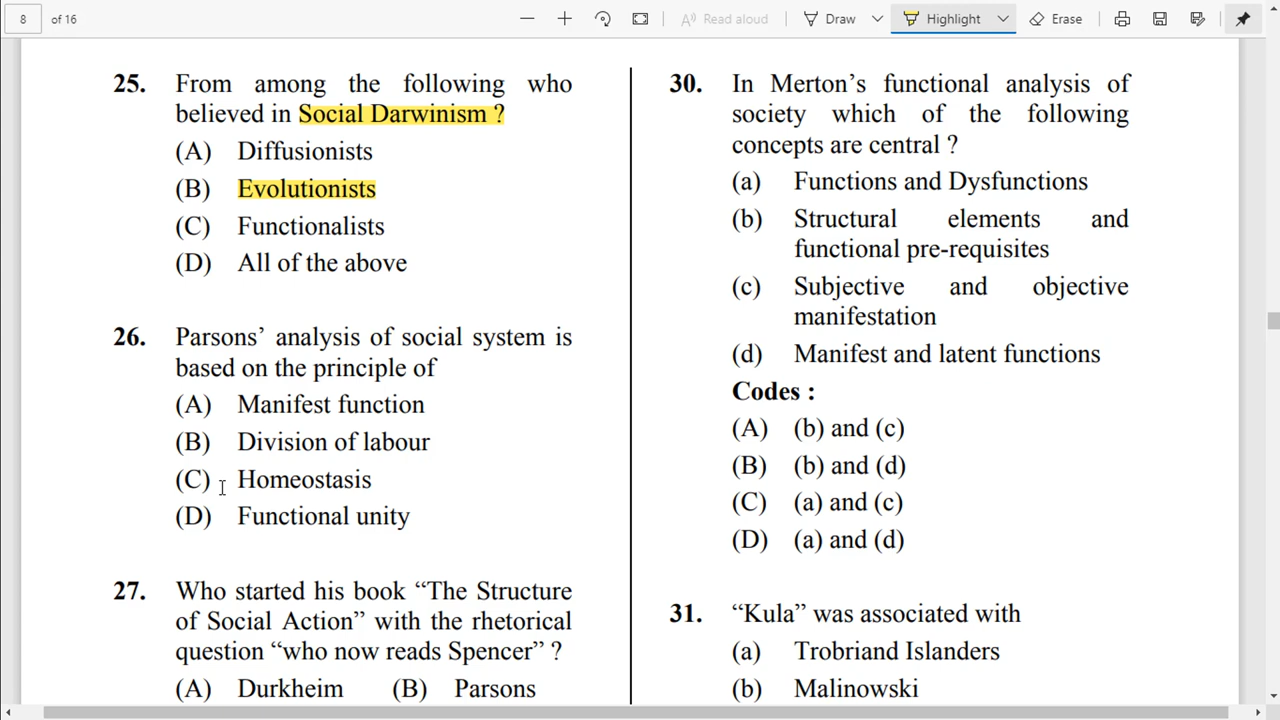 8 of 16 Read aloud Draw Highlight Erase
25. From among the following who
believed in Social Darwinism ?
(A) Diffusionists
(B) Evolutionists
(C) Functionalists
(D) All of the above
26. Parsons’ analysis of social system is
based on the principle of
(A) Manifest function
(B) Division of labour
(C) Homeostasis
(D) Functional unity
27. Who started his book “The Structure
of Social Action” with the rhetorical
question “who now reads Spencer” ?
(A) Durkheim (B) Parsons
30. In Merton’s functional analysis of
society which of the following
concepts are central ?
(a) Functions and Dysfunctions
(b) Structural elements and
functional pre-requisites
(c) Subjective and objective
manifestation
(d) Manifest and latent functions
Codes :
(A) (b) and (c)
(B) (b) and (d)
(C) (a) and (c)
(D) (a) and (d)
31. “Kula” was associated with
(a) Trobriand Islanders
(b) Malinowski